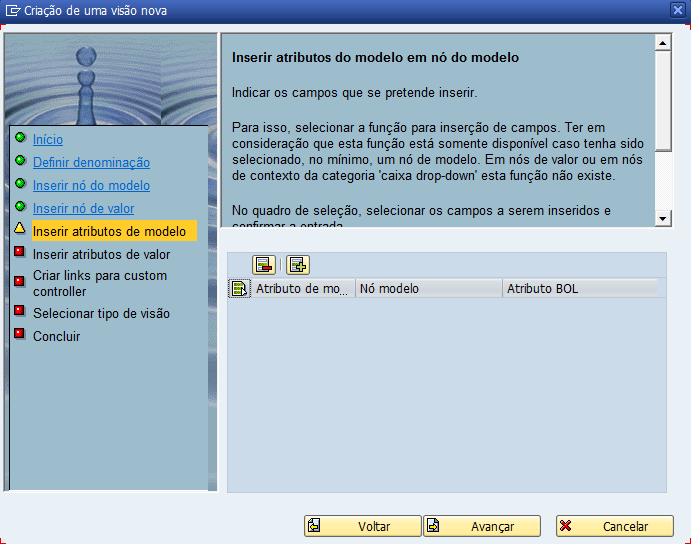 Criação de uma visão nova
Início
Definir denominação
Inserir nó do modelo
Inserir nó de valor
Inserir atributos de modelo
Inserir atributos de valor
Criar links para custom
controller
Selecionar tipo de visão
Concluir
Inserir atributos do modelo em nó do modelo
Indicar os campos que se pretende inserir.
Para isso, selecionar a função para inserção de campos. Ter em
consideração que esta função está somente disponível caso tenha sido
selecionado, no mínimo, um nó de modelo. Em nós de valor ou em nós
de contexto da categoria 'caixa drop-down' esta função não existe.
No quadro de seleção, selecionar os campos a serem inseridos e
confirmar a entrada.
Atributo de mo... Nó modelo Atributo BOL
Voltar Avançar Cancelar